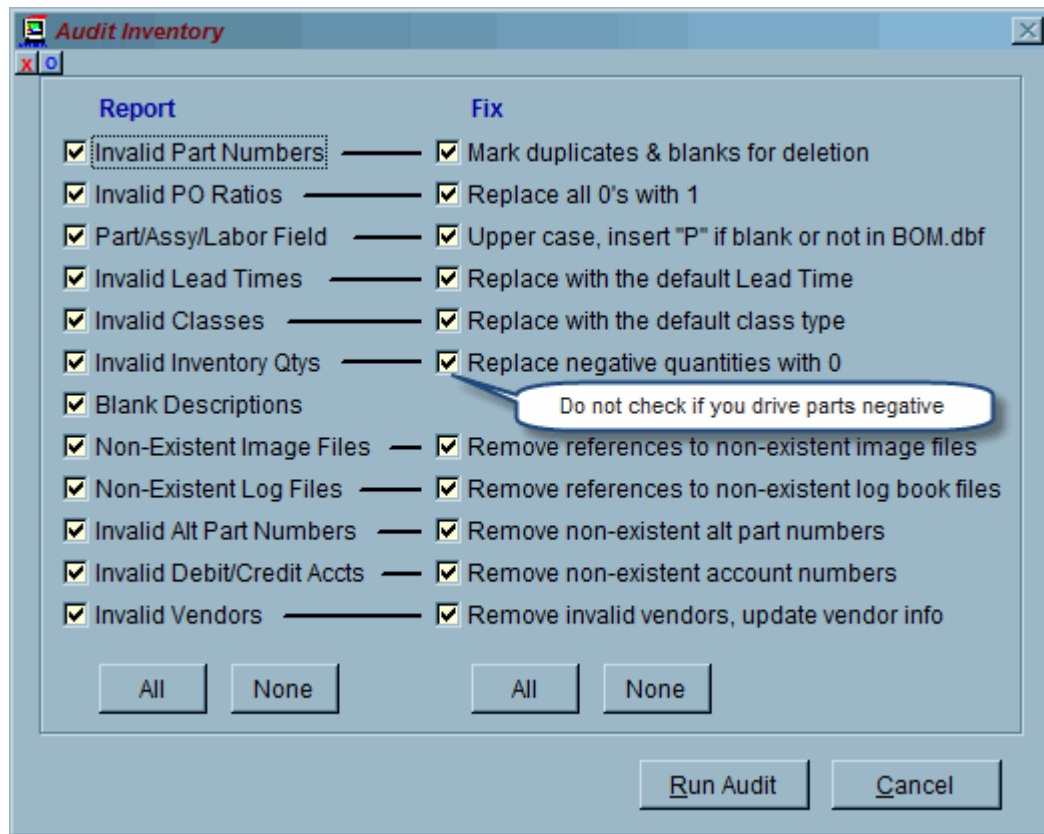 Audit Inventory
X O
Report Fix
Invalid Part Numbers Mark duplicates & blanks for deletion
Invalid PO Ratios Replace all 0's with 1
Part/Assy/Labor Field Upper case, insert "P" if blank or not in BOM.dbf
Invalid Lead Times Replace with the default Lead Time
Invalid Classes Replace with the default class type
Invalid Inventory Qtys Replace negative quantities with 0
Blank Descriptions Do not check if you drive parts negative
Non-Existent Image Files Remove references to non-existent image files
Non-Existent Log Files Remove references to non-existent log book files
Invalid Alt Part Numbers Remove non-existent alt part numbers
Invalid Debit/Credit Accts Remove non-existent account numbers
Invalid Vendors Remove invalid vendors, update vendor info
All None All None
Run Audit Cancel